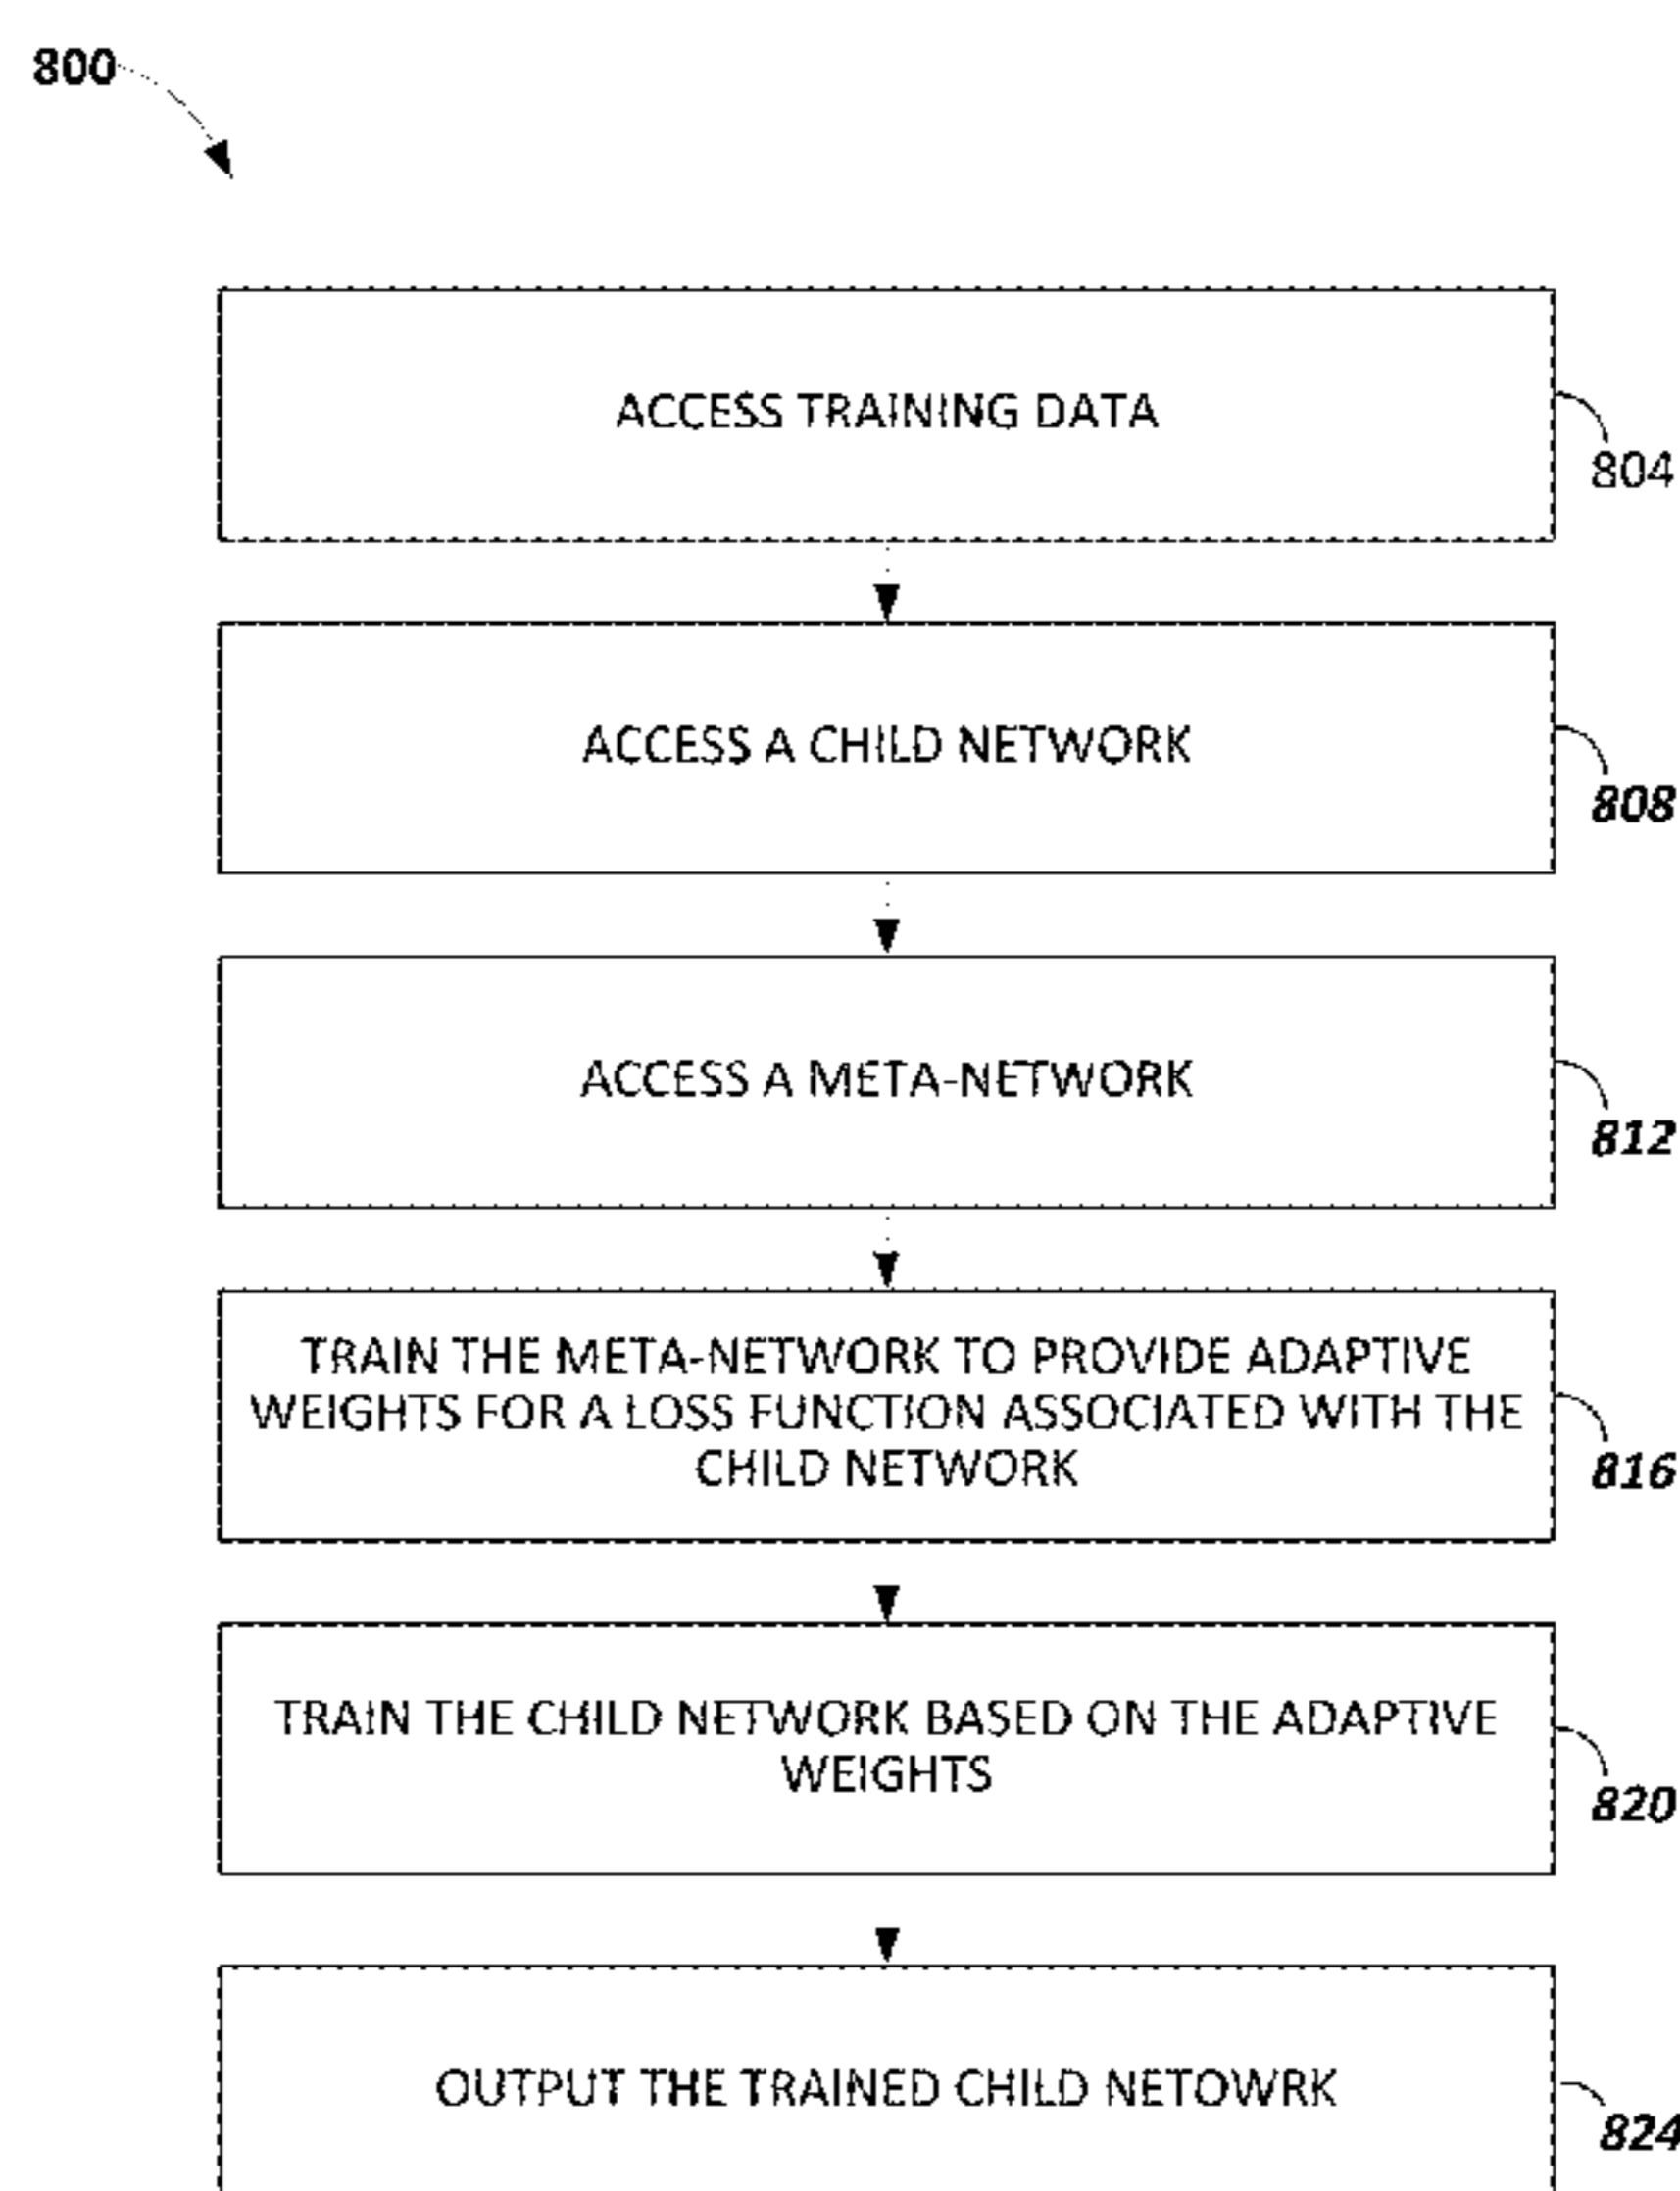 800
ACCESS TRAINING DATA
804
ACCESS A CHILD NETWORK
808
ACCESS A META-NETWORK
812
TRAIN THE META-NETWORK TO PROVIDE ADAPTIVE
WEIGHTS FOR A LOSS FUNCTION ASSOCIATED WITH THE
CHILD NETWORK
816
TRAIN THE CHILD NETWORK BASED ON THE ADAPTIVE
WEIGHTS
820
OUTPUT THE TRAINED CHILD NETOWRK
824